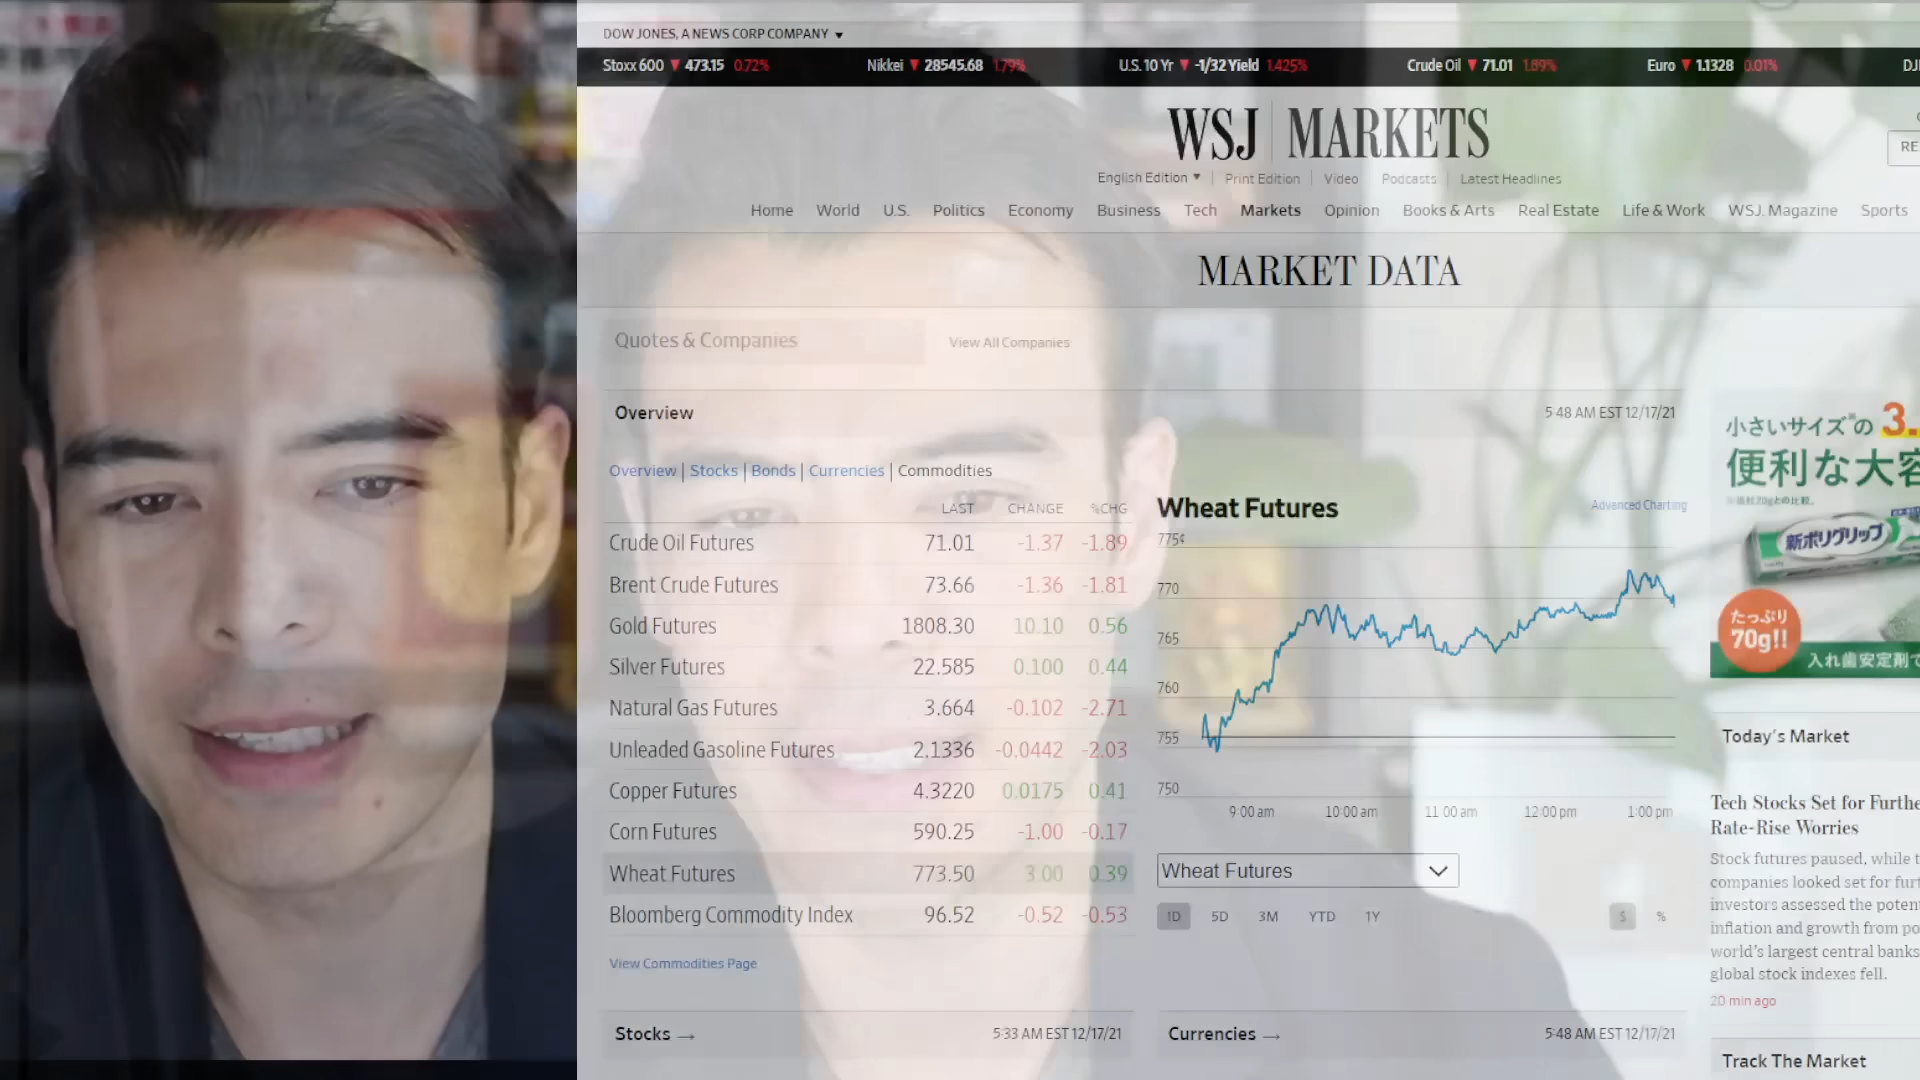 DOW JONES, A NEWS CORP COMPANY
Stoxx 600 473.15 0.72% Nikkei 28545.68 1.79% U.S. 10 Yr -1/32 Yield 1.425% Crude Oil 71.01 1.89% Euro 1.1328 0.01% DJ
WSJ MARKETS
English Edition Print Edition Video Podcasts Latest Headlines
Home World U.S. Politics Economy Business Tech Markets Opinion Books & Arts Real Estate Life & Work WSJ. Magazine Sports
MARKET DATA
Quotes & Companies View All Companies
Overview 5:48 AM EST 12/17/21
Overview | Stocks | Bonds | Currencies | Commodities
LAST CHANGE %CHG
Crude Oil Futures 71.01 -1.37 -1.89
Brent Crude Futures 73.66 -1.36 -1.81
Gold Futures 1808.30 10.10 0.56
Silver Futures 22.585 0.100 0.44
Natural Gas Futures 3.664 -0.102 -2.71
Unleaded Gasoline Futures 2.1336 -0.0442 -2.03
Copper Futures 4.3220 0.0175 0.41
Corn Futures 590.25 -1.00 -0.17
Wheat Futures 773.50 3.00 0.39
Bloomberg Commodity Index 96.52 -0.52 -0.53
View Commodities Page
Wheat Futures Advanced Charting
775¢
770
765
760
755
750
9:00 am 10:00 am 11:00 am 12:00 pm 1:00 pm
Wheat Futures
1D 5D 3M YTD 1Y $ %
Stocks → 5:33 AM EST 12/17/21
Currencies → 5:48 AM EST 12/17/21
RE
小さいサイズ※の 3.
便利な大容
新ポリグリップ
たっぷり
70g!!
入れ歯安定剤で
Today's Market
Tech Stocks Set for Furthe
Rate-Rise Worries
Stock futures paused, while t
companies looked set for furt
investors assessed the poten
inflation and growth from po
world's largest central banks
global stock indexes fell.
20 min ago
Track The Market